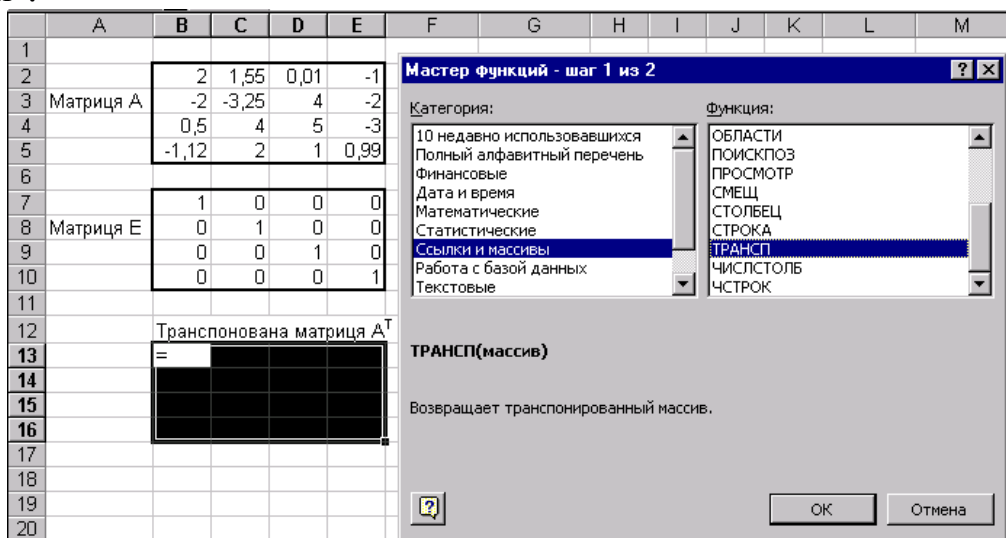 A B C D E F G H I J K L M
1
2 2 1,55 0,01 -1
3 Матриця А -2 -3,25 4 -2
4 0,5 4 5 -3
5 -1,12 2 1 0,99
6
7 1 0 0 0
8 Матриця Е 0 1 0 0
9 0 0 1 0
10 0 0 0 1
11
12 Транспонована матриця Aᵀ
13 =
14
15
16
17
18
19
20
Мастер функций - шаг 1 из 2
Категория:
10 недавно использовавшихся
Полный алфавитный перечень
Финансовые
Дата и время
Математические
Статистические
Ссылки и массивы
Работа с базой данных
Текстовые
Функция:
ОБЛАСТИ
ПОИСКПОЗ
ПРОСМОТР
СМЕЩ
СТОЛБЕЦ
СТРОКА
ТРАНСП
ЧИСЛСТОЛБ
ЧСТРОК
ТРАНСП(массив)
Возвращает транспонированный массив.
ОК
Отмена